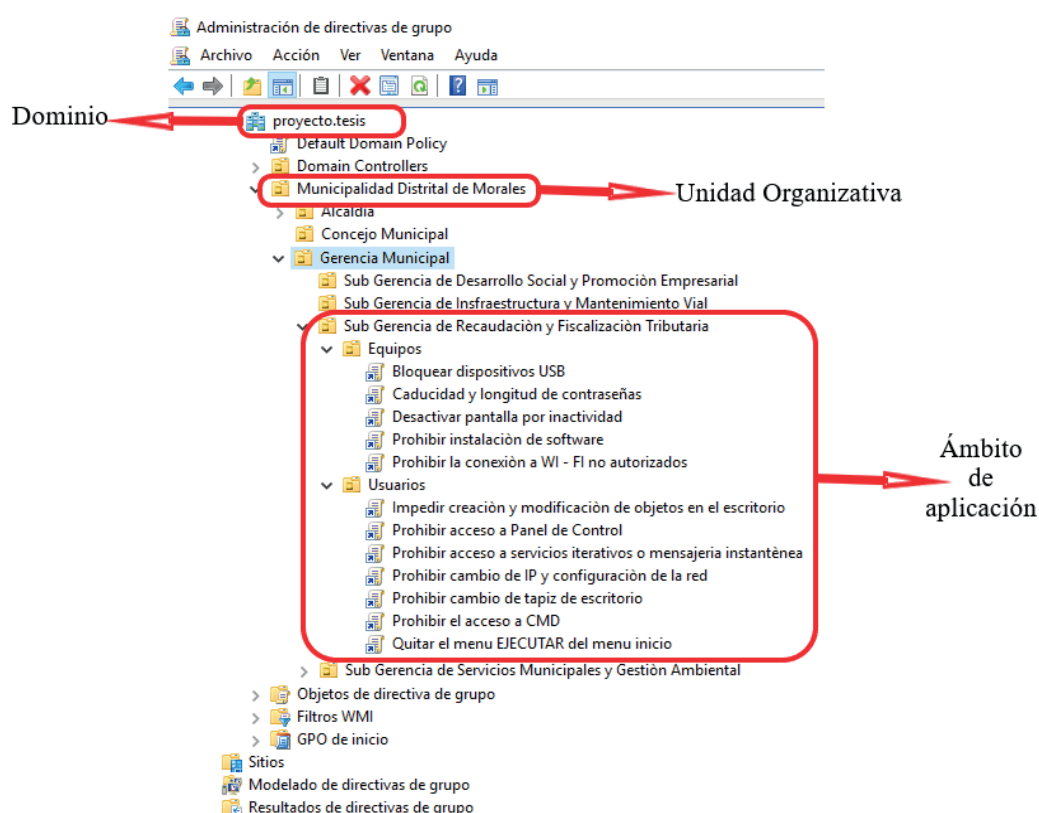 Administración de directivas de grupo
Archivo Acción Ver Ventana Ayuda
Dominio
proyecto.tesis
Default Domain Policy
Domain Controllers
Municipalidad Distrital de Morales
Unidad Organizativa
Alcaldia
Concejo Municipal
Gerencia Municipal
Sub Gerencia de Desarrollo Social y Promociòn Empresarial
Sub Gerencia de Insfraestructura y Mantenimiento Vial
Sub Gerencia de Recaudaciòn y Fiscalizaciòn Tributaria
Equipos
Bloquear dispositivos USB
Caducidad y longitud de contraseñas
Desactivar pantalla por inactividad
Prohibir instalaciòn de software
Prohibir la conexiòn a WI - FI no autorizados
Usuarios
Impedir creaciòn y modificaciòn de objetos en el escritorio
Prohibir acceso a Panel de Control
Prohibir acceso a servicios iterativos o mensajeria instantènea
Prohibir cambio de IP y configuraciòn de la red
Prohibir cambio de tapiz de escritorio
Prohibir el acceso a CMD
Quitar el menu EJECUTAR del menu inicio
Ámbito
de
aplicación
Sub Gerencia de Servicios Municipales y Gestiòn Ambiental
Objetos de directiva de grupo
Filtros WMI
GPO de inicio
Sitios
Modelado de directivas de grupo
Resultados de directivas de grupo